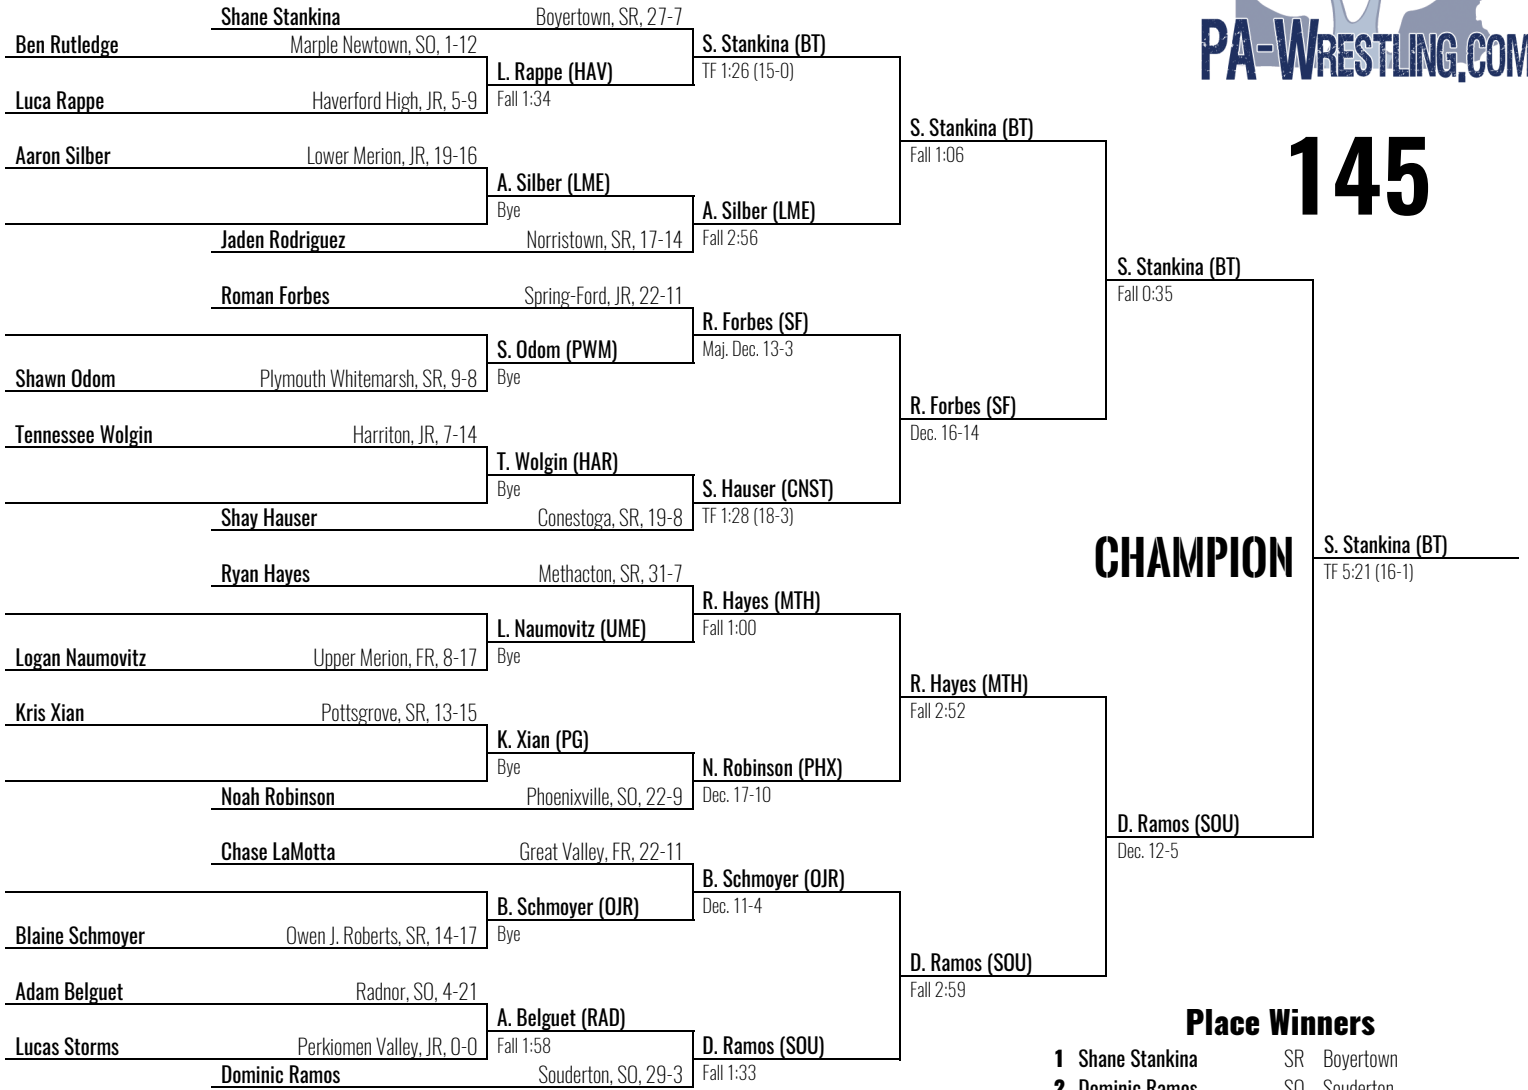 Shane Stankina Boyertown, SR, 27-7
Ben Rutledge Marple Newtown, SO, 1-12
S. Stankina (BT)
TF 1:26 (15-0)
L. Rappe (HAV)
Fall 1:34
Luca Rappe Haverford High, JR, 5-9
PA-WRESTLING.COM
S. Stankina (BT)
Fall 1:06
145
Aaron Silber Lower Merion, JR, 19-16
A. Silber (LME)
Bye
A. Silber (LME)
Fall 2:56
Jaden Rodriguez Norristown, SR, 17-14
S. Stankina (BT)
Fall 0:35
Roman Forbes Spring-Ford, JR, 22-11
R. Forbes (SF)
Maj. Dec. 13-3
S. Odom (PWM)
Bye
Shawn Odom Plymouth Whitemarsh, SR, 9-8
R. Forbes (SF)
Dec. 16-14
Tennessee Wolgin Harriton, JR, 7-14
T. Wolgin (HAR)
Bye
S. Hauser (CNST)
TF 1:28 (18-3)
Shay Hauser Conestoga, SR, 19-8
CHAMPION
S. Stankina (BT)
TF 5:21 (16-1)
Ryan Hayes Methacton, SR, 31-7
R. Hayes (MTH)
Fall 1:00
L. Naumovitz (UME)
Bye
Logan Naumovitz Upper Merion, FR, 8-17
R. Hayes (MTH)
Fall 2:52
Kris Xian Pottsgrove, SR, 13-15
K. Xian (PG)
Bye
N. Robinson (PHX)
Dec. 17-10
Noah Robinson Phoenixville, SO, 22-9
D. Ramos (SOU)
Dec. 12-5
Chase LaMotta Great Valley, FR, 22-11
B. Schmoyer (OJR)
Dec. 11-4
B. Schmoyer (OJR)
Bye
Blaine Schmoyer Owen J. Roberts, SR, 14-17
D. Ramos (SOU)
Fall 2:59
Adam Belguet Radnor, SO, 4-21
A. Belguet (RAD)
Fall 1:58
Lucas Storms Perkiomen Valley, JR, 0-0
D. Ramos (SOU)
Fall 1:33
Dominic Ramos Souderton, SO, 29-3
Place Winners
1 Shane Stankina SR Boyertown
2 Dominic Ramos SO Souderton